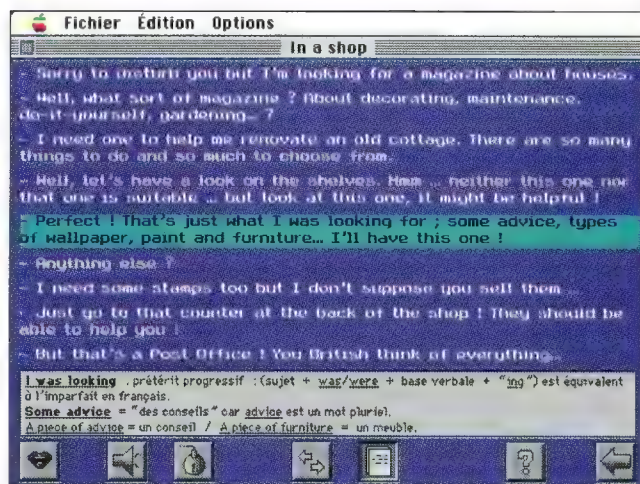 Fichier Édition Options
In a shop
- Sorry to disturb you but I'm looking for a magazine about houses.
- Well, what sort of magazine ? About decorating, maintenance,
do-it-yourself, gardening… ?
- I need one to help me renovate an old cottage. There are so many
things to do and so much to choose from.
- Well, let's have a look on the shelves. Hmm … neither this one nor
that one is suitable … but look at this one, it might be helpful !
- Perfect ! That's just what I was looking for ; some advice, types
of wallpaper, paint and furniture… I'll have this one !
- Anything else ?
- I need some stamps too but I don't suppose you sell them …
- Just go to that counter at the back of the shop ! They should be
able to help you !
- But that's a Post Office ! You British think of everything…
I was looking : prétérit progressif : (sujet + was/were + base verbale + "ing") est équivalent
à l'imparfait en français.
Some advice = "des conseils" car advice est un mot pluriel.
A piece of advice = un conseil / A piece of furniture = un meuble.